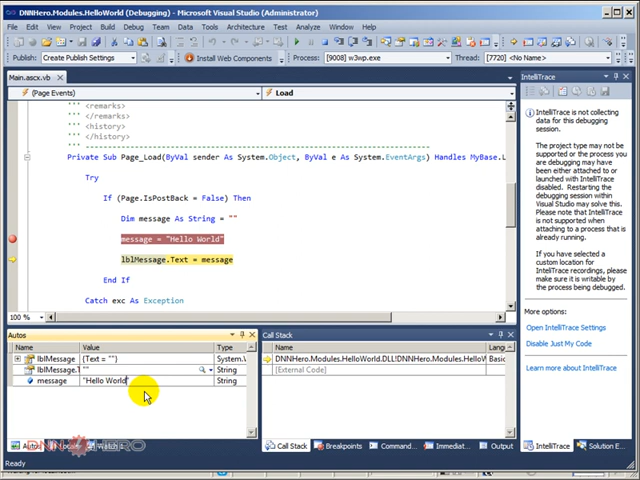 DNNHero.Modules.HelloWorld (Debugging) - Microsoft Visual Studio (Administrator)
File Edit View Project Build Debug Team Data Tools Architecture Test Analyze Window Help
Publish: Create Publish Settings Install Web Components Process: [9008] w3wp.exe Thread: [7720] <No Name>
Main.ascx.vb
(Page Events) Load
''' <remarks>
''' </remarks>
''' <history>
''' </history>
''' -----------------------------------------------------------------------------
Private Sub Page_Load(ByVal sender As System.Object, ByVal e As System.EventArgs) Handles MyBase.L
Try
If (Page.IsPostBack = False) Then
Dim message As String = ""
message = "Hello World"
lblMessage.Text = message
End If
Catch exc As Exception
100 %
IntelliTrace
IntelliTrace is not collecting
data for this debugging
session.
The project type may not
be supported or the process you
are debugging may have
been either attached to or
launched with IntelliTrace
disabled. Restarting the
debugging session within
Visual Studio may solve this.
Please note that IntelliTrace
is not supported when
attaching to a process that is
already running.
If you have selected a
custom location for
IntelliTrace recordings, please
make sure it is writable by
the process being debugged.
More options:
Open IntelliTrace Settings
Disable Just My Code
Learn more about IntelliTrace
Autos
Name Value Type
lblMessage {Text = ""} System.W
lblMessage.T "" String
message "Hello World" String
Call Stack
Name Lang
DNNHero.Modules.HelloWorld.DLL!DNNHero.Modules.HelloW Basic
[External Code]
Autos Locals Watch 1
DNN HERO
Call Stack Breakpoints Command... Immediat... Output
IntelliTrace Solution E...
Ready